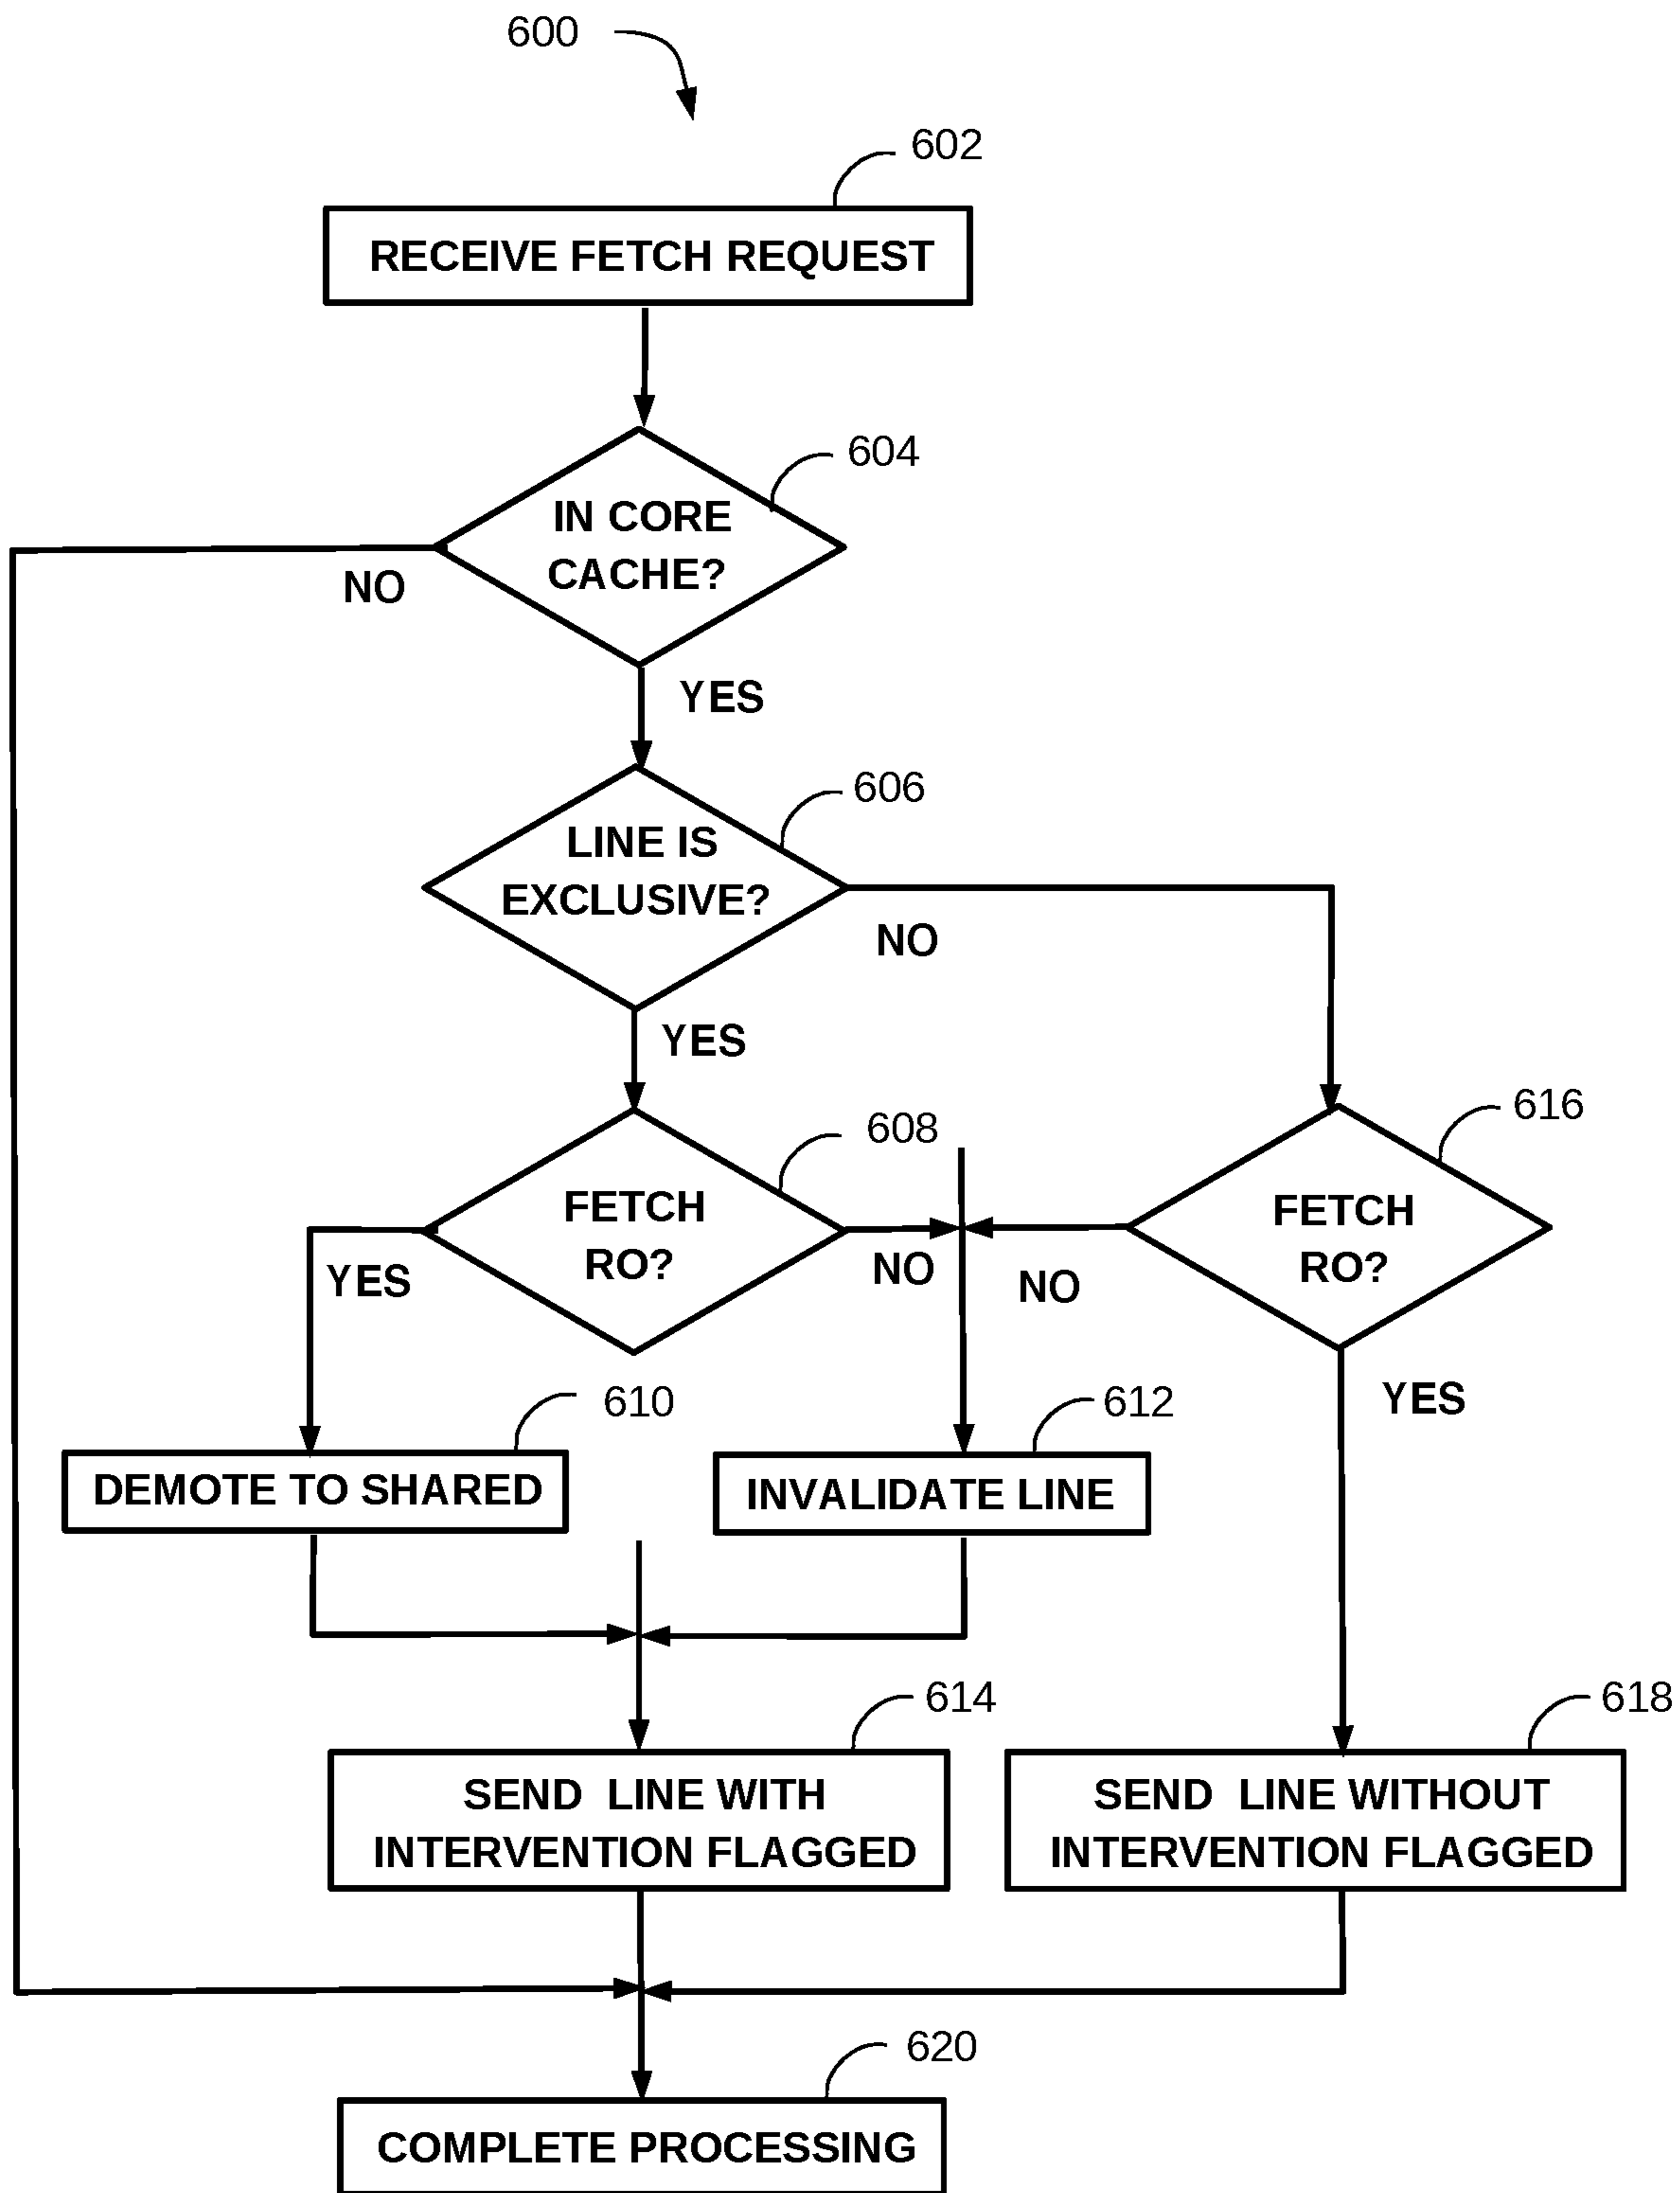 600
602
RECEIVE FETCH REQUEST
604
IN CORE
CACHE?
NO
YES
606
LINE IS
EXCLUSIVE?
NO
YES
608
FETCH
RO?
YES
NO
616
FETCH
RO?
NO
YES
610
DEMOTE TO SHARED
612
INVALIDATE LINE
614
SEND LINE WITH
INTERVENTION FLAGGED
618
SEND LINE WITHOUT
INTERVENTION FLAGGED
620
COMPLETE PROCESSING